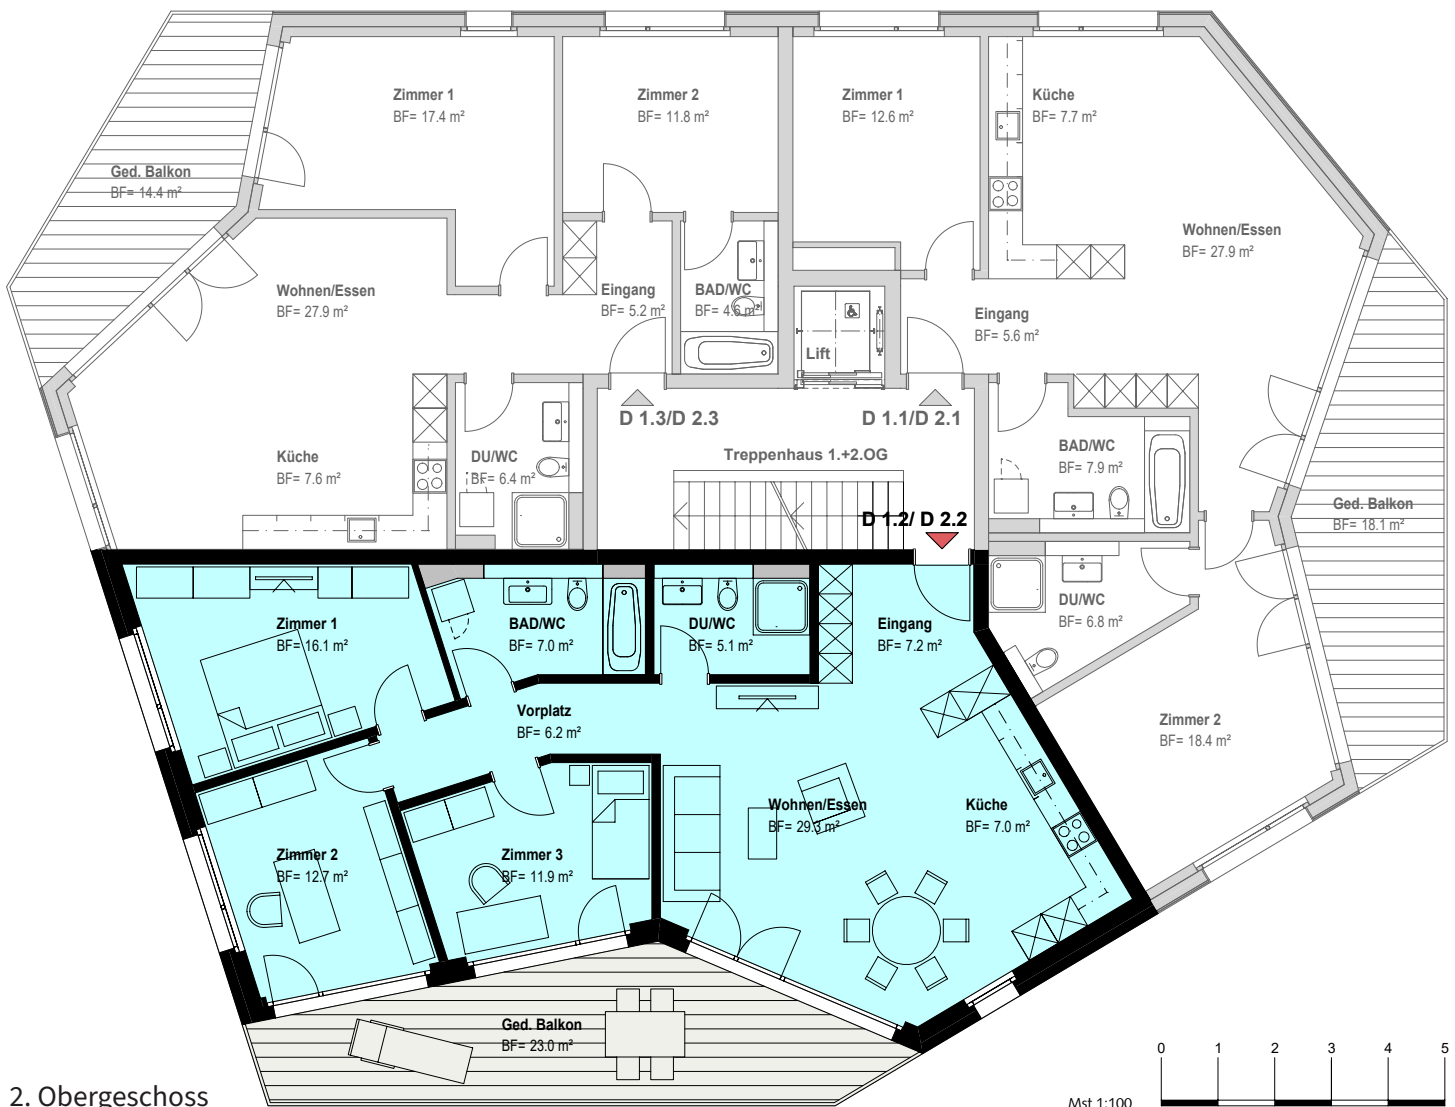 Zimmer 1
BF= 17.4 m²
Zimmer 2
BF= 11.8 m²
Zimmer 1
BF= 12.6 m²
Küche
BF= 7.7 m²
Ged. Balkon
BF= 14.4 m²
Wohnen/Essen
BF= 27.9 m²
Wohnen/Essen
BF= 27.9 m²
Eingang
BF= 5.2 m²
BAD/WC
BF= 4.6 m²
Eingang
BF= 5.6 m²
Lift
D 1.3/D 2.3
D 1.1/D 2.1
Küche
BF= 7.6 m²
DU/WC
BF= 6.4 m²
Treppenhaus 1.+2.OG
BAD/WC
BF= 7.9 m²
Ged. Balkon
BF= 18.1 m²
D 1.2/ D 2.2
DU/WC
BF= 6.8 m²
Zimmer 1
BF= 16.1 m²
BAD/WC
BF= 7.0 m²
DU/WC
BF= 5.1 m²
Eingang
BF= 7.2 m²
Vorplatz
BF= 6.2 m²
Zimmer 2
BF= 18.4 m²
Wohnen/Essen
BF= 29.3 m²
Küche
BF= 7.0 m²
Zimmer 2
BF= 12.7 m²
Zimmer 3
BF= 11.9 m²
Ged. Balkon
BF= 23.0 m²
0 1 2 3 4 5
Mst 1:100
2. Obergeschoss